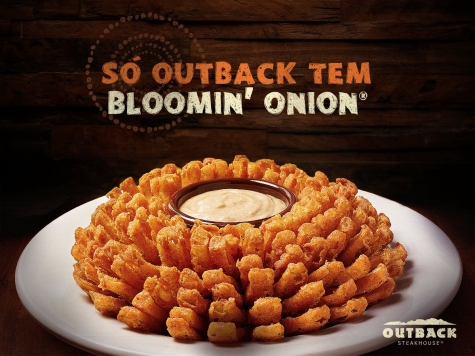 SÓ OUTBACK TEM
BLOOMIN' ONION®
OUTBACK
STEAKHOUSE®